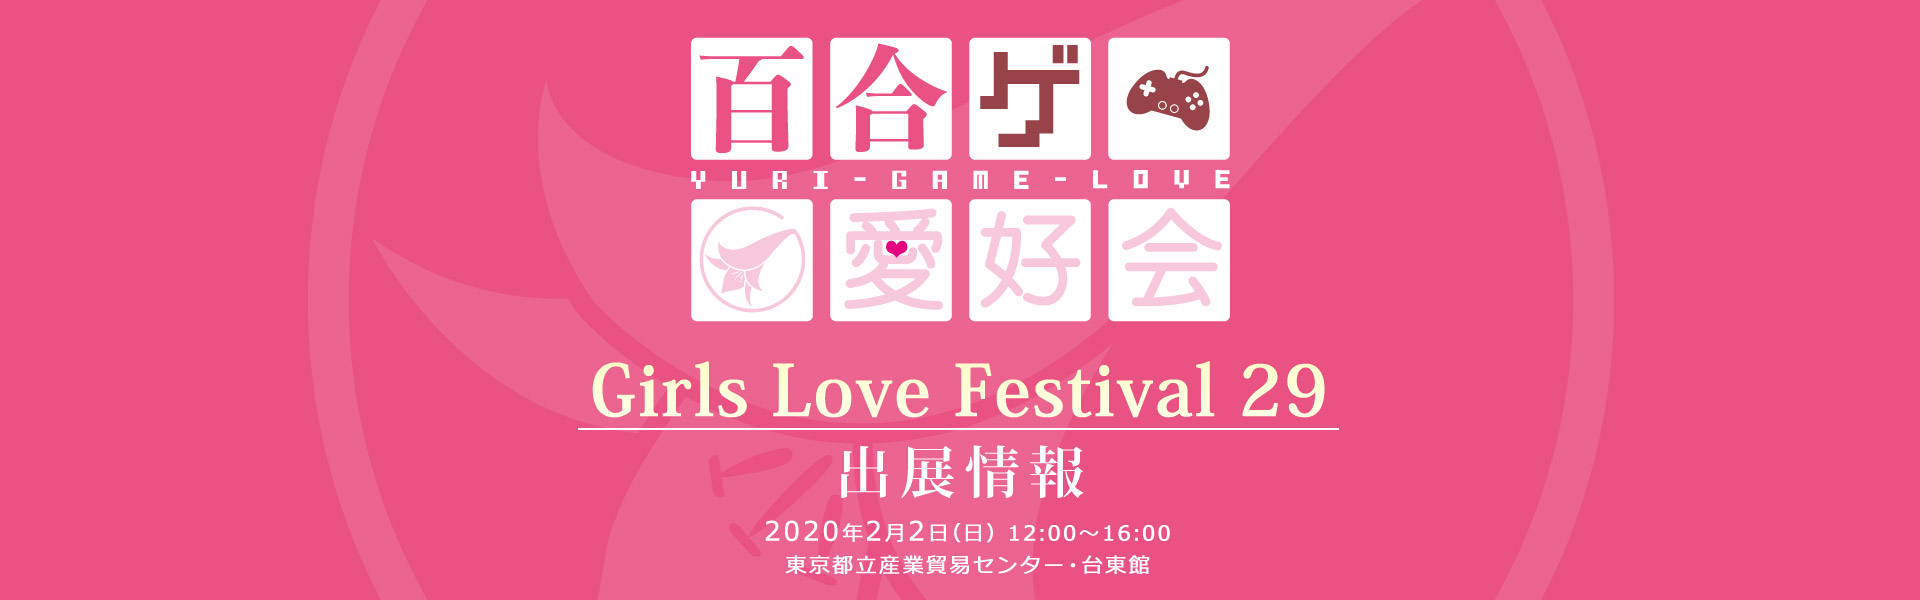 百合ゲ
YURI-GAME-LOVE
愛好会
Girls Love Festival 29
出展情報
2020年2月2日(日) 12:00～16:00
東京都立産業貿易センター・台東館